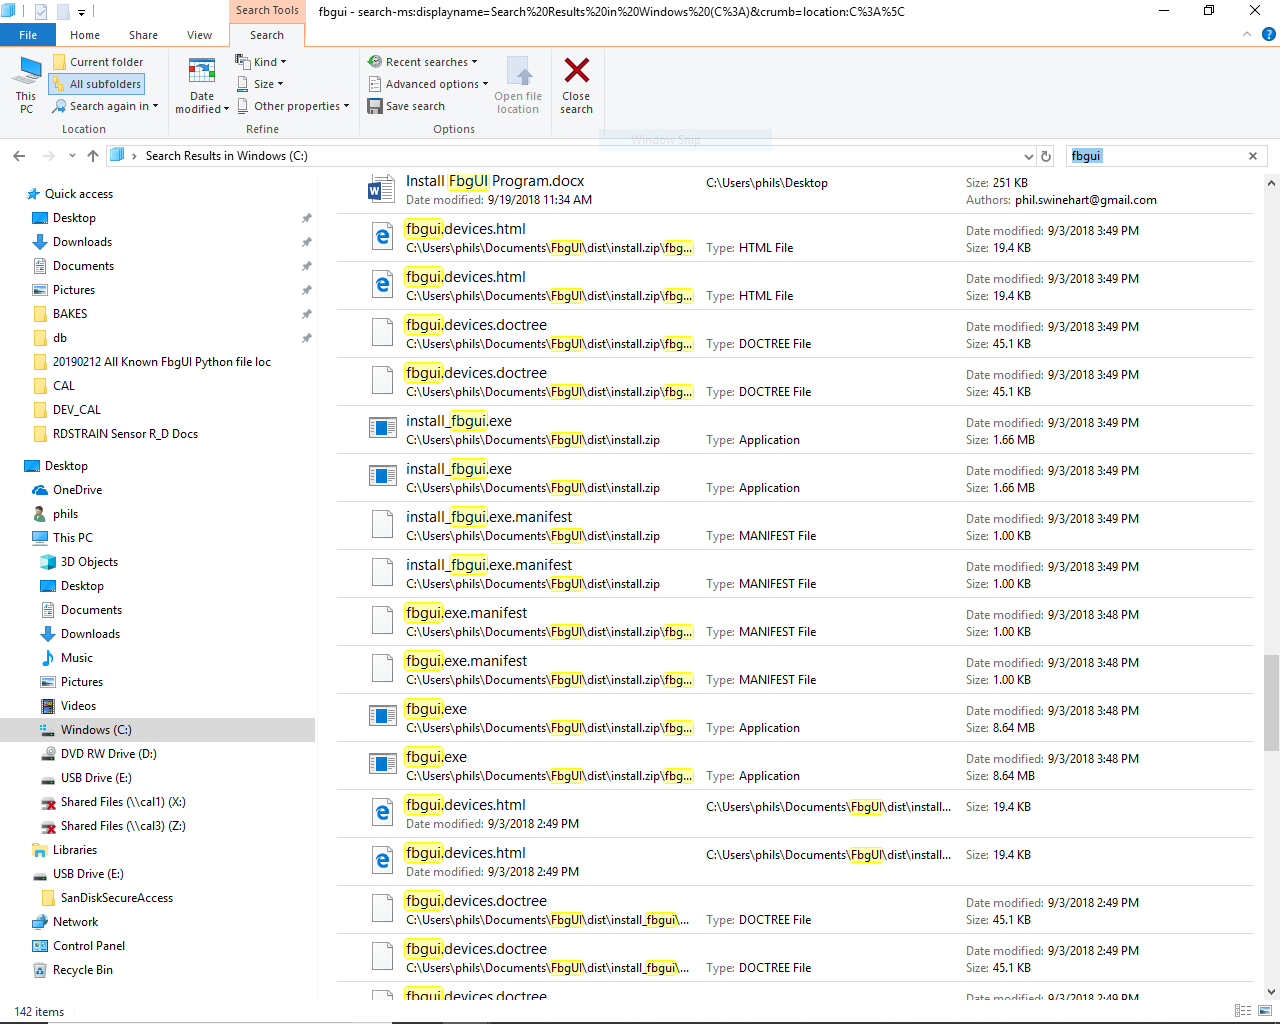 Search Tools
fbgui - search-ms:displayname=Search%20Results%20in%20Windows%20(C%3A)&crumb=location:C%3A%5C
File Home Share View Search
This PC
Current folder
All subfolders
Search again in
Location
Date modified
Kind
Size
Other properties
Refine
Recent searches
Advanced options
Save search
Options
Open file location
Close search
Window Snip
Search Results in Windows (C:)
fbgui
Quick access
Desktop
Downloads
Documents
Pictures
BAKES
db
20190212 All Known FbgUI Python file loc
CAL
DEV_CAL
RDSTRAIN Sensor R_D Docs
Desktop
OneDrive
phils
This PC
3D Objects
Desktop
Documents
Downloads
Music
Pictures
Videos
Windows (C:)
DVD RW Drive (D:)
USB Drive (E:)
Shared Files (\\cal1) (X:)
Shared Files (\\cal3) (Z:)
Libraries
USB Drive (E:)
SanDiskSecureAccess
Network
Control Panel
Recycle Bin
Install FbgUI Program.docx C:\Users\phils\Desktop Size: 251 KB
Date modified: 9/19/2018 11:34 AM Authors: phil.swinehart@gmail.com
fbgui.devices.html Date modified: 9/3/2018 3:49 PM
C:\Users\phils\Documents\FbgUI\dist\install.zip\fbg... Type: HTML File Size: 19.4 KB
fbgui.devices.html Date modified: 9/3/2018 3:49 PM
C:\Users\phils\Documents\FbgUI\dist\install.zip\fbg... Type: HTML File Size: 19.4 KB
fbgui.devices.doctree Date modified: 9/3/2018 3:49 PM
C:\Users\phils\Documents\FbgUI\dist\install.zip\fbg... Type: DOCTREE File Size: 45.1 KB
fbgui.devices.doctree Date modified: 9/3/2018 3:49 PM
C:\Users\phils\Documents\FbgUI\dist\install.zip\fbg... Type: DOCTREE File Size: 45.1 KB
install_fbgui.exe Date modified: 9/3/2018 3:49 PM
C:\Users\phils\Documents\FbgUI\dist\install.zip Type: Application Size: 1.66 MB
install_fbgui.exe Date modified: 9/3/2018 3:49 PM
C:\Users\phils\Documents\FbgUI\dist\install.zip Type: Application Size: 1.66 MB
install_fbgui.exe.manifest Date modified: 9/3/2018 3:49 PM
C:\Users\phils\Documents\FbgUI\dist\install.zip Type: MANIFEST File Size: 1.00 KB
install_fbgui.exe.manifest Date modified: 9/3/2018 3:49 PM
C:\Users\phils\Documents\FbgUI\dist\install.zip Type: MANIFEST File Size: 1.00 KB
fbgui.exe.manifest Date modified: 9/3/2018 3:48 PM
C:\Users\phils\Documents\FbgUI\dist\install.zip\fbg... Type: MANIFEST File Size: 1.00 KB
fbgui.exe.manifest Date modified: 9/3/2018 3:48 PM
C:\Users\phils\Documents\FbgUI\dist\install.zip\fbg... Type: MANIFEST File Size: 1.00 KB
fbgui.exe Date modified: 9/3/2018 3:48 PM
C:\Users\phils\Documents\FbgUI\dist\install.zip\fbg... Type: Application Size: 8.64 MB
fbgui.exe Date modified: 9/3/2018 3:48 PM
C:\Users\phils\Documents\FbgUI\dist\install.zip\fbg... Type: Application Size: 8.64 MB
fbgui.devices.html C:\Users\phils\Documents\FbgUI\dist\install... Size: 19.4 KB
Date modified: 9/3/2018 2:49 PM
fbgui.devices.html C:\Users\phils\Documents\FbgUI\dist\install... Size: 19.4 KB
Date modified: 9/3/2018 2:49 PM
fbgui.devices.doctree Date modified: 9/3/2018 2:49 PM
C:\Users\phils\Documents\FbgUI\dist\install_fbgui\... Type: DOCTREE File Size: 45.1 KB
fbgui.devices.doctree Date modified: 9/3/2018 2:49 PM
C:\Users\phils\Documents\FbgUI\dist\install_fbgui\... Type: DOCTREE File Size: 45.1 KB
fbgui.devices.doctree Date modified: 9/3/2018 2:49 PM
142 items